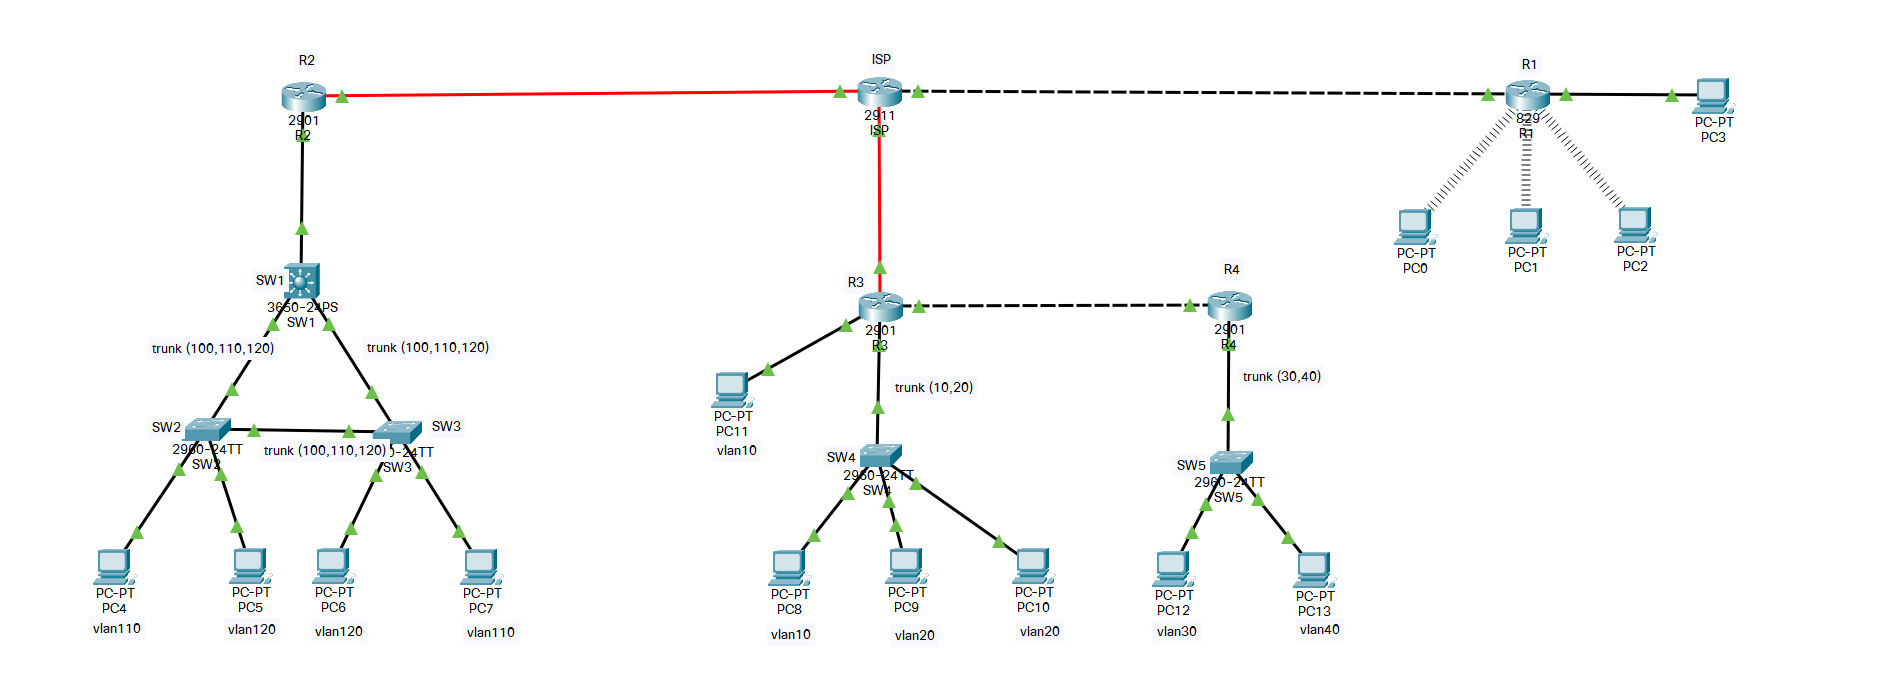 R2
2901
R2
ISP
2911
ISP
R1
829
R1
PC-PT
PC3
PC-PT
PC0
PC-PT
PC1
PC-PT
PC2
SW1
3650-24PS
SW1
trunk (100,110,120)
trunk (100,110,120)
SW2
2960-24TT
SW2
trunk (100,110,120)
SW3
-24TT
SW3
PC-PT
PC4
vlan110
PC-PT
PC5
vlan120
PC-PT
PC6
vlan120
PC-PT
PC7
vlan110
R3
2901
R3
R4
2901
R4
PC-PT
PC11
vlan10
trunk (10,20)
trunk (30,40)
SW4
2960-24TT
SW4
SW5
2960-24TT
SW5
PC-PT
PC8
vlan10
PC-PT
PC9
vlan20
PC-PT
PC10
vlan20
PC-PT
PC12
vlan30
PC-PT
PC13
vlan40